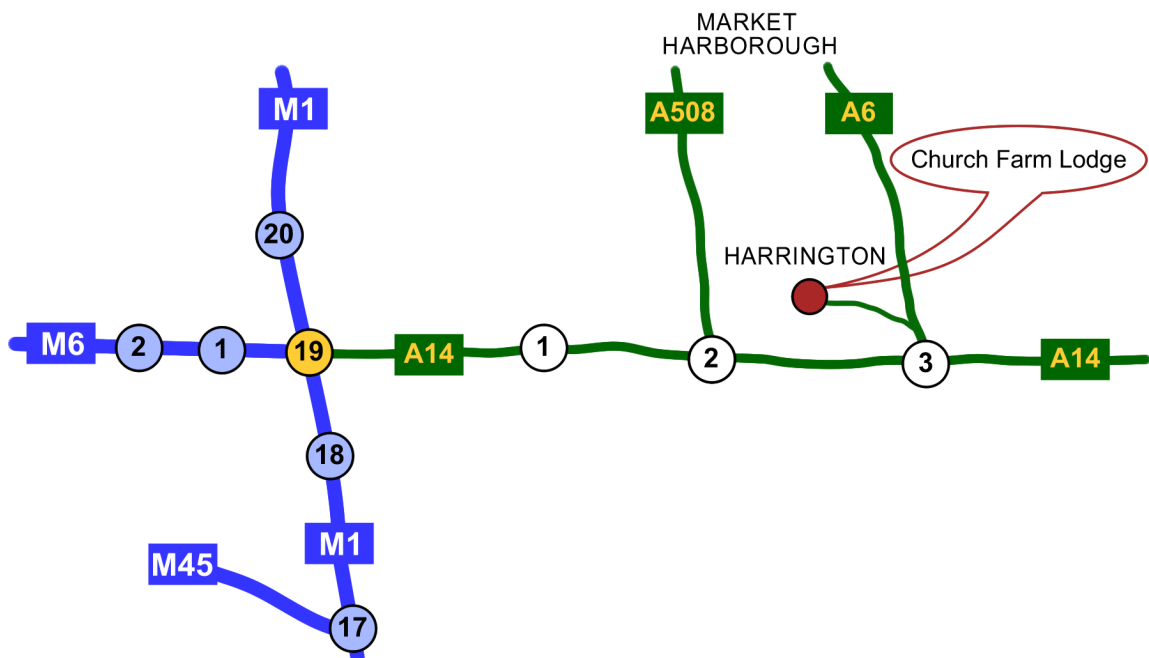 MARKET
HARBOROUGH
M1
A508
A6
Church Farm Lodge
20
HARRINGTON
M6
2
1
19
A14
1
2
3
A14
18
M1
M45
17